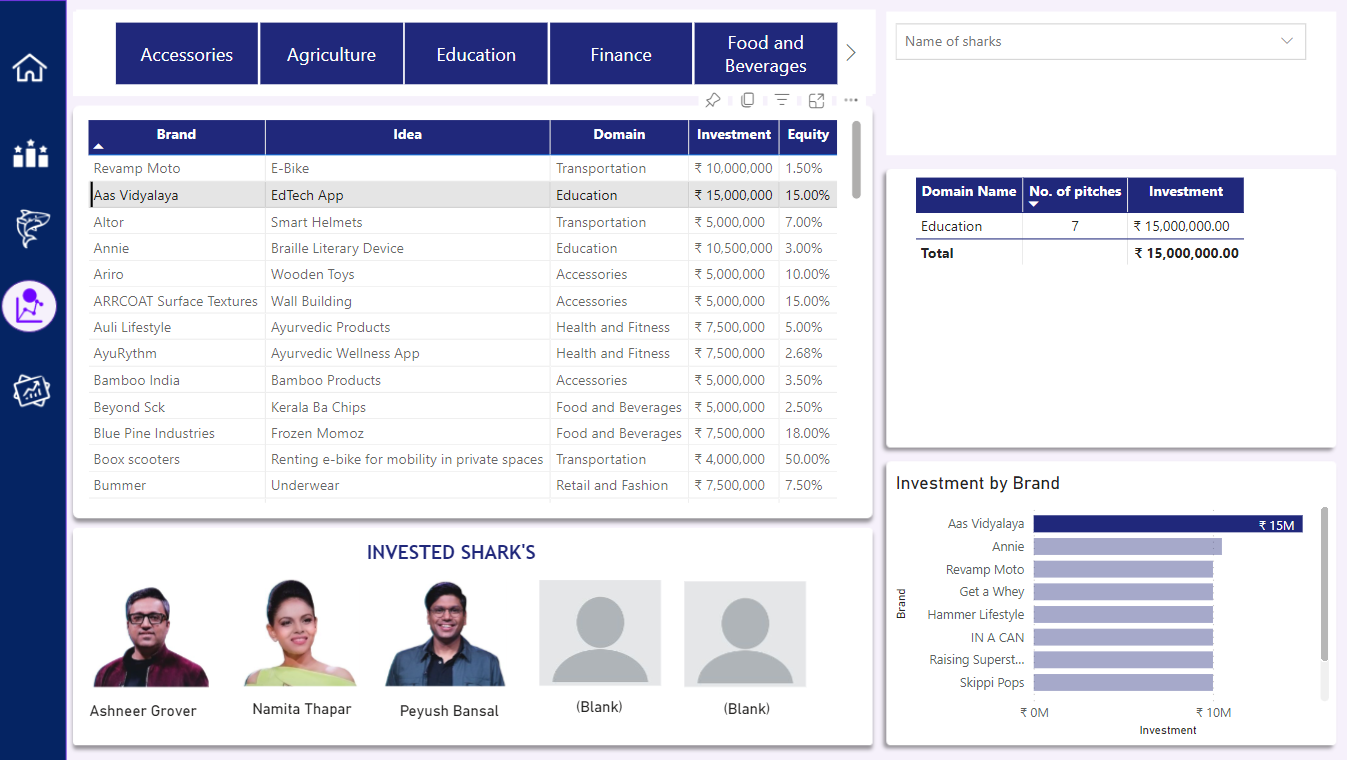 Accessories
Agriculture
Education
Finance
Food and
Beverages
Name of sharks
Brand Idea Domain Investment Equity
Revamp Moto E-Bike Transportation ₹ 10,000,000 1.50%
Aas Vidyalaya EdTech App Education ₹ 15,000,000 15.00%
Altor Smart Helmets Transportation ₹ 5,000,000 7.00%
Annie Braille Literary Device Education ₹ 10,500,000 3.00%
Ariro Wooden Toys Accessories ₹ 5,000,000 10.00%
ARRCOAT Surface Textures Wall Building Accessories ₹ 5,000,000 15.00%
Auli Lifestyle Ayurvedic Products Health and Fitness ₹ 7,500,000 5.00%
AyuRythm Ayurvedic Wellness App Health and Fitness ₹ 7,500,000 2.68%
Bamboo India Bamboo Products Accessories ₹ 5,000,000 3.50%
Beyond Sck Kerala Ba Chips Food and Beverages ₹ 5,000,000 2.50%
Blue Pine Industries Frozen Momoz Food and Beverages ₹ 7,500,000 18.00%
Boox scooters Renting e-bike for mobility in private spaces Transportation ₹ 4,000,000 50.00%
Bummer Underwear Retail and Fashion ₹ 7,500,000 7.50%
Domain Name No. of pitches Investment
Education 7 ₹ 15,000,000.00
Total ₹ 15,000,000.00
INVESTED SHARK'S
Ashneer Grover
Namita Thapar
Peyush Bansal
(Blank)
(Blank)
Investment by Brand
Brand
Aas Vidyalaya ₹ 15M
Annie
Revamp Moto
Get a Whey
Hammer Lifestyle
IN A CAN
Raising Superst...
Skippi Pops
₹ 0M ₹ 10M
Investment